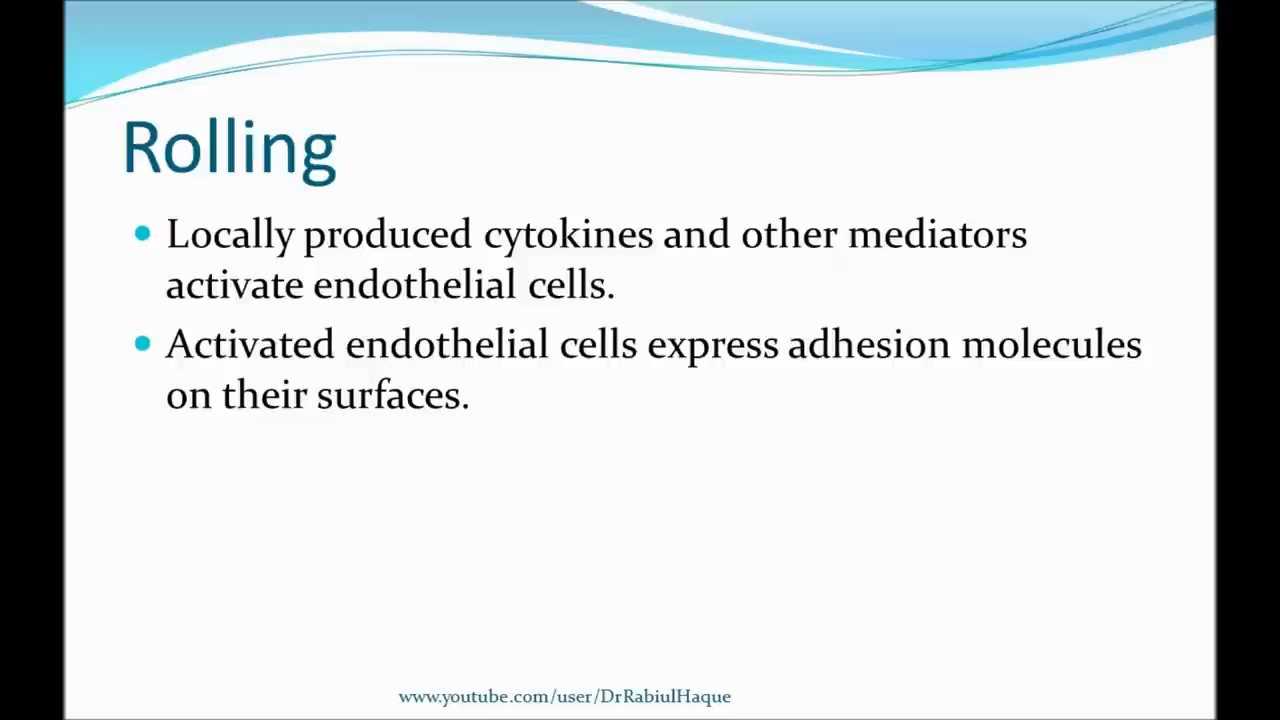 Rolling
• Locally produced cytokines and other mediators
activate endothelial cells.
• Activated endothelial cells express adhesion molecules
on their surfaces.
www.youtube.com/user/DrRabiulHaque